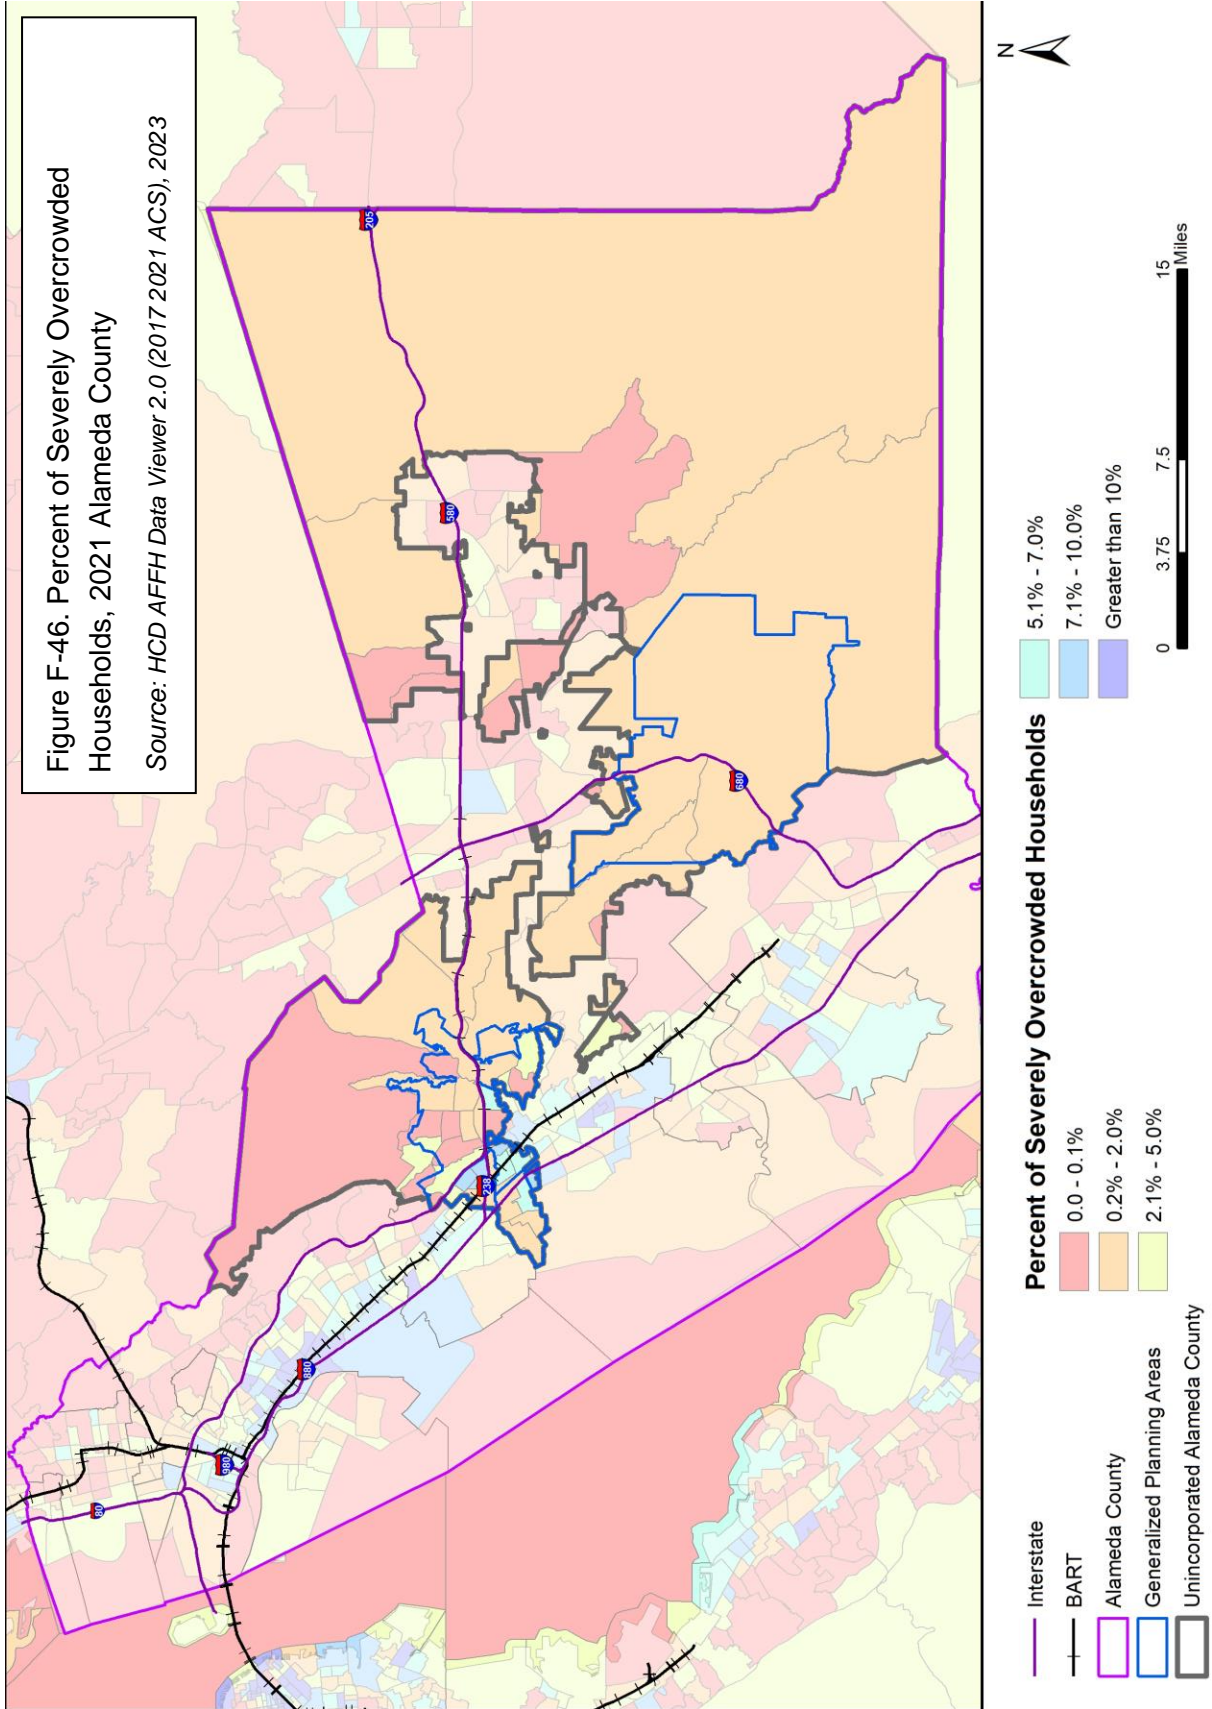 Figure F-46. Percent of Severely Overcrowded
Households, 2021 Alameda County
Source: HCD AFFH Data Viewer 2.0 (2017 2021 ACS), 2023
N
80
980
880
238
580
205
680
Interstate
BART
Alameda County
Generalized Planning Areas
Unincorporated Alameda County
Percent of Severely Overcrowded Households
0.0 - 0.1%
0.2% - 2.0%
2.1% - 5.0%
5.1% - 7.0%
7.1% - 10.0%
Greater than 10%
0 3.75 7.5 15
Miles